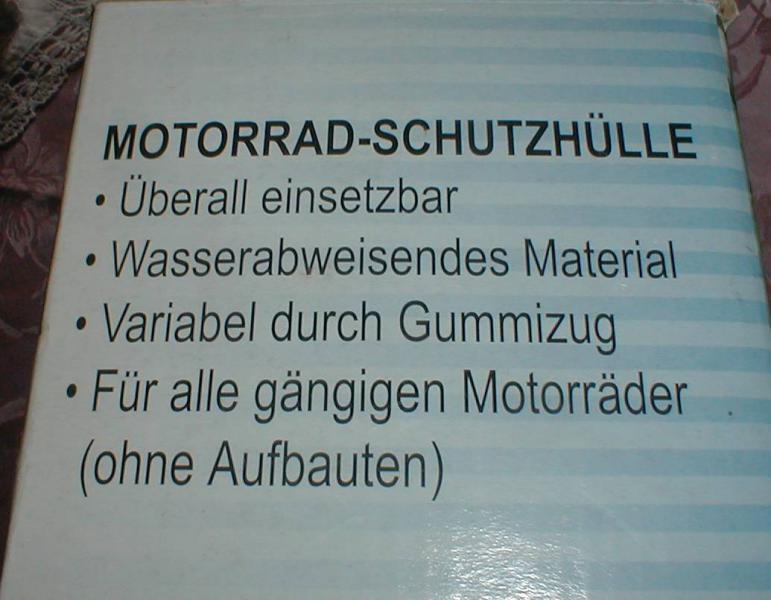 MOTORRAD-SCHUTZHÜLLE
• Überall einsetzbar
• Wasserabweisendes Material
• Variabel durch Gummizug
• Für alle gängigen Motorräder
(ohne Aufbauten)